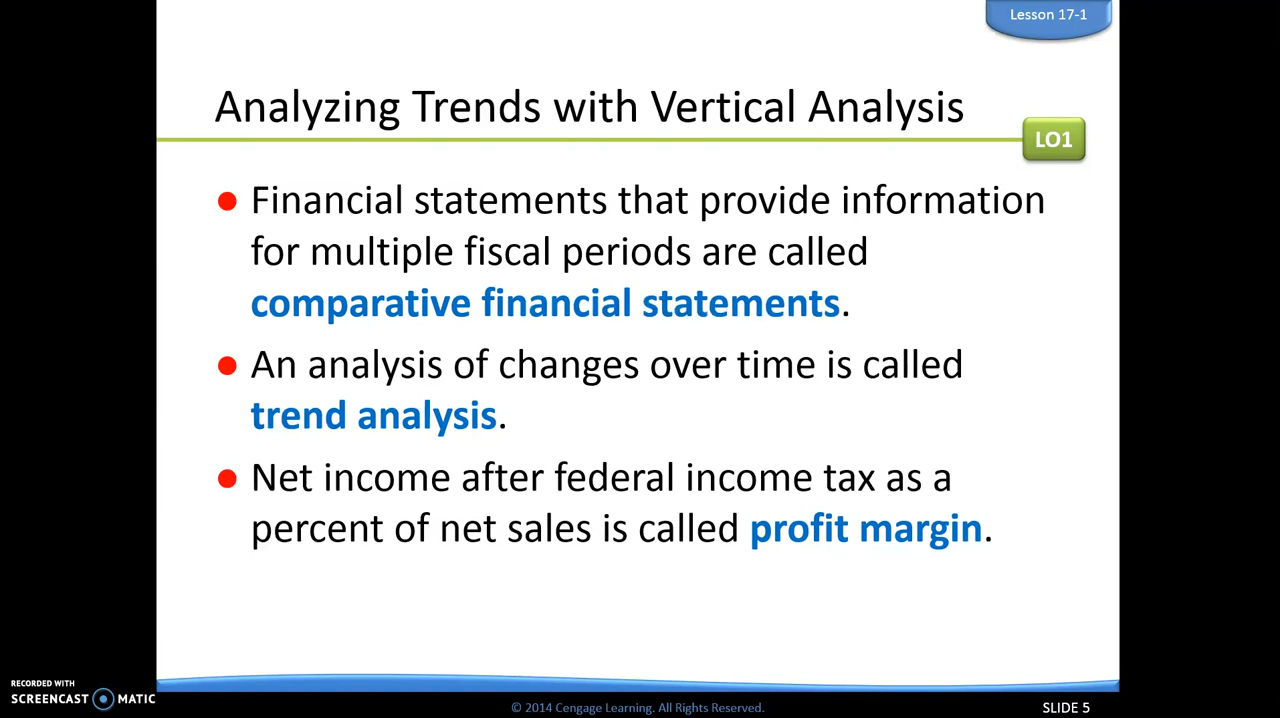 Lesson 17-1
Analyzing Trends with Vertical Analysis
LO1
● Financial statements that provide information
for multiple fiscal periods are called
comparative financial statements.
● An analysis of changes over time is called
trend analysis.
● Net income after federal income tax as a
percent of net sales is called profit margin.
RECORDED WITH
SCREENCAST MATIC
© 2014 Cengage Learning. All Rights Reserved.
SLIDE 5